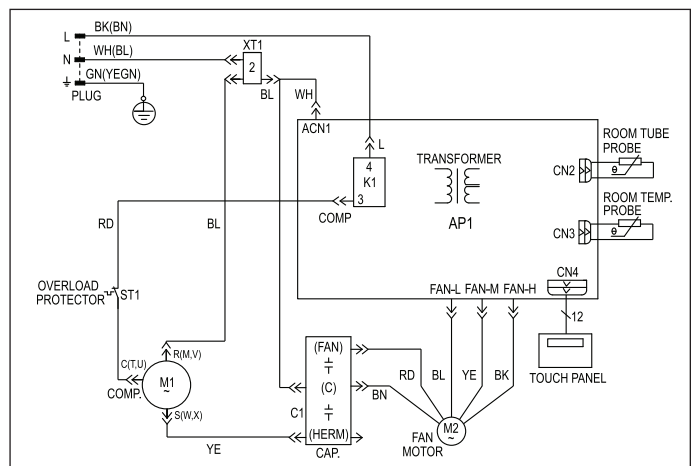 L
BK(BN)
N
WH(BL)
GN(YEGN)
PLUG
XT1
2
BL
WH
ACN1
L
4
K1
3
COMP
TRANSFORMER
AP1
ROOM TUBE
PROBE
CN2
θ
ROOM TEMP.
PROBE
CN3
θ
RD
BL
OVERLOAD
PROTECTOR
ST1
FAN-L
FAN-M
FAN-H
CN4
12
TOUCH PANEL
C(T,U)
R(M,V)
COMP.
M1
~
S(W,X)
YE
C1
(FAN)
(C)
(HERM)
CAP.
RD
BL
YE
BK
BN
M2
~
FAN
MOTOR